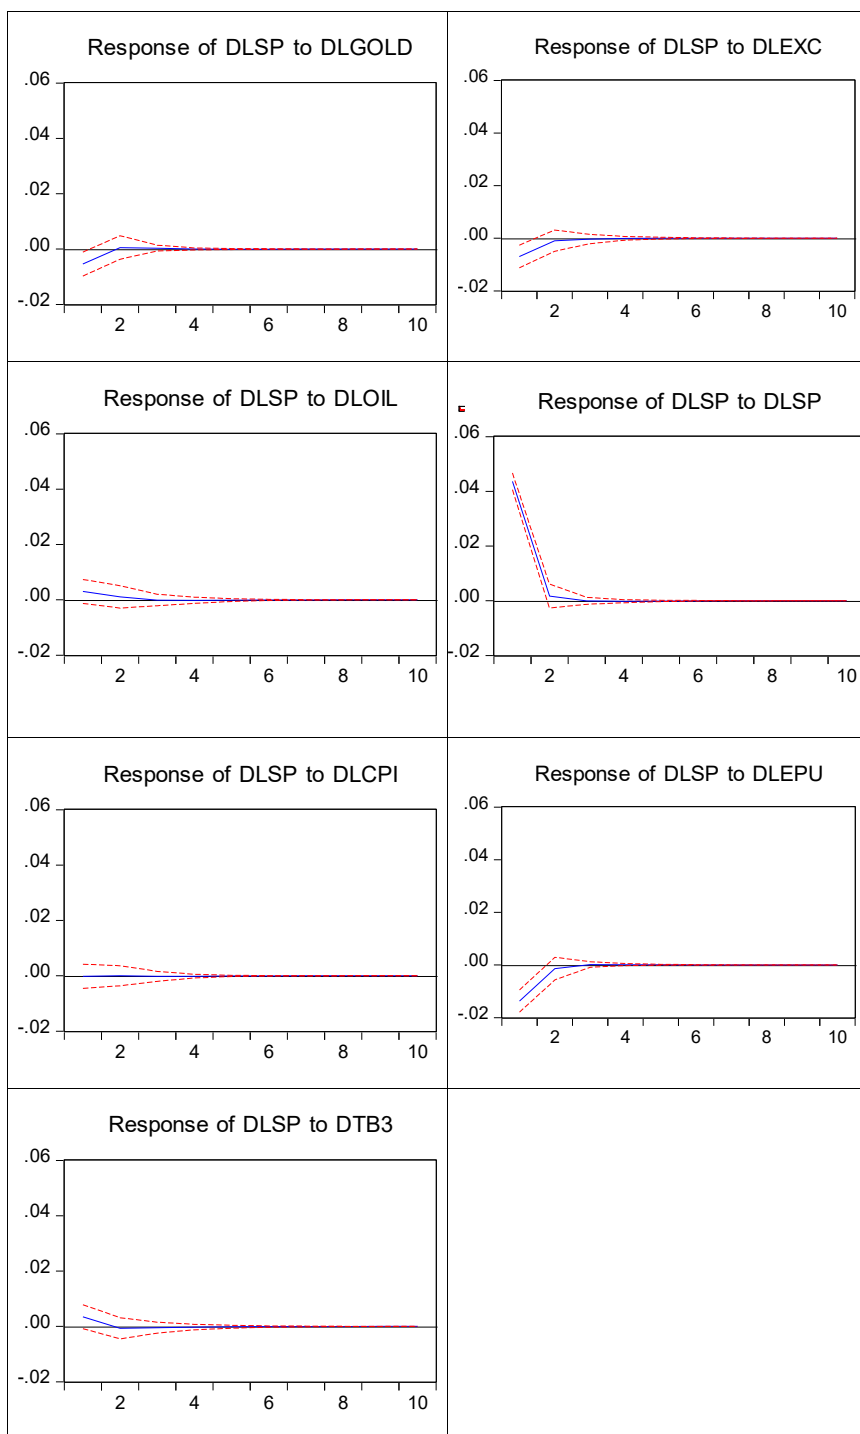 Response of DLSP to DLGOLD
.06
.04
.02
.00
-.02
2 4 6 8 10
Response of DLSP to DLEXC
.06
.04
.02
.00
-.02
2 4 6 8 10
Response of DLSP to DLOIL
.06
.04
.02
.00
-.02
2 4 6 8 10
Response of DLSP to DLSP
.06
.04
.02
.00
-.02
2 4 6 8 10
Response of DLSP to DLCPI
.06
.04
.02
.00
-.02
2 4 6 8 10
Response of DLSP to DLEPU
.06
.04
.02
.00
-.02
2 4 6 8 10
Response of DLSP to DTB3
.06
.04
.02
.00
-.02
2 4 6 8 10